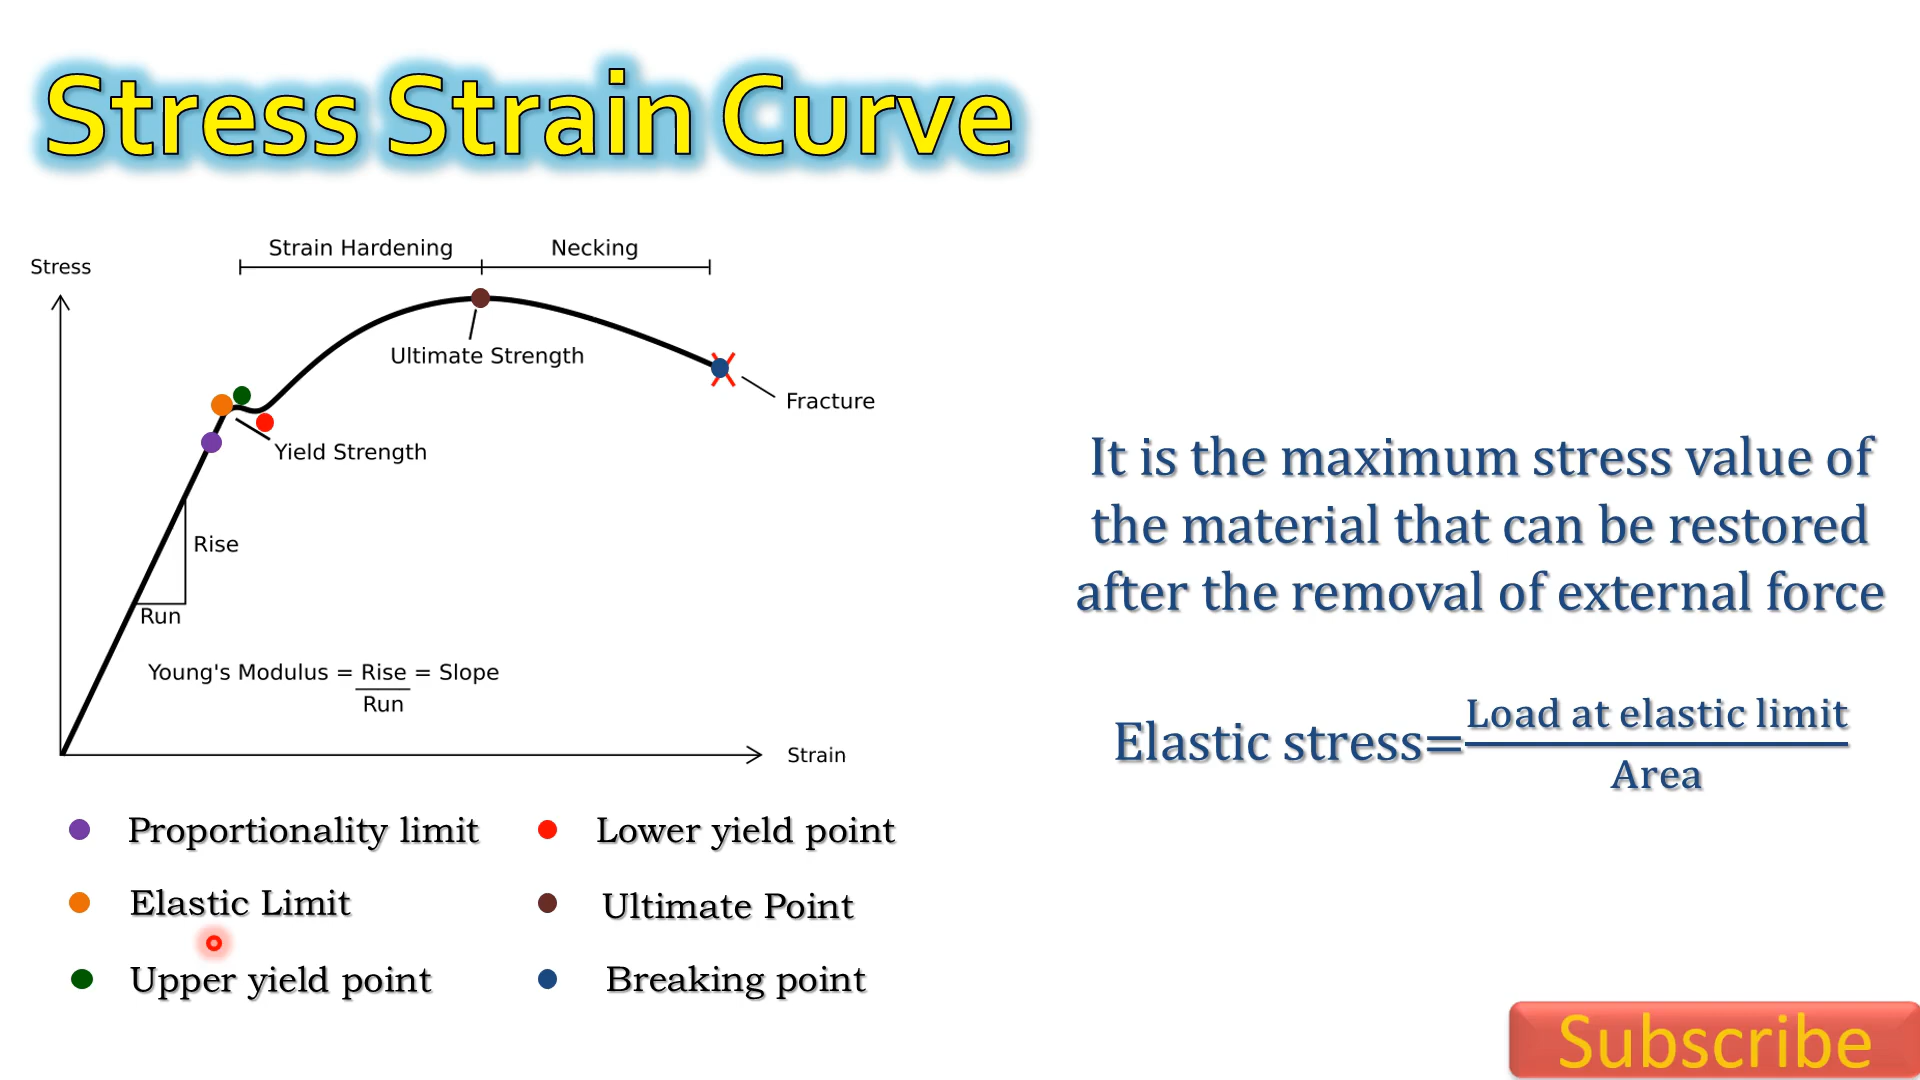 Stress Strain Curve
Strain Hardening
Necking
Stress
Ultimate Strength
Fracture
Yield Strength
Rise
Run
Young's Modulus = Rise = Slope
Run
Strain
It is the maximum stress value of
the material that can be restored
after the removal of external force
Load at elastic limit
Elastic stress=
Area
Proportionality limit
Lower yield point
Elastic Limit
Ultimate Point
Upper yield point
Breaking point
Subscribe